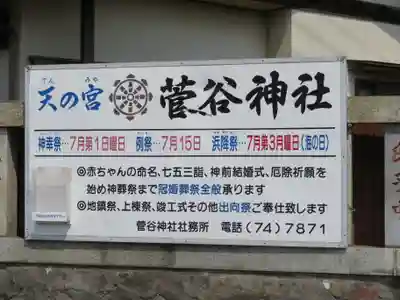 てん みや
天の宮 菅谷神社
神幸祭…7月第1日曜日 例祭…7月15日 浜降祭…7月第3月曜日(海の日)
◎赤ちゃんの命名、七五三詣、神前結婚式、厄除祈願を
始め神葬祭まで冠婚葬祭全般承ります
◎地鎮祭、上棟祭、竣工式その他出向祭ご奉仕致します
菅谷神社社務所 電話(74)7871